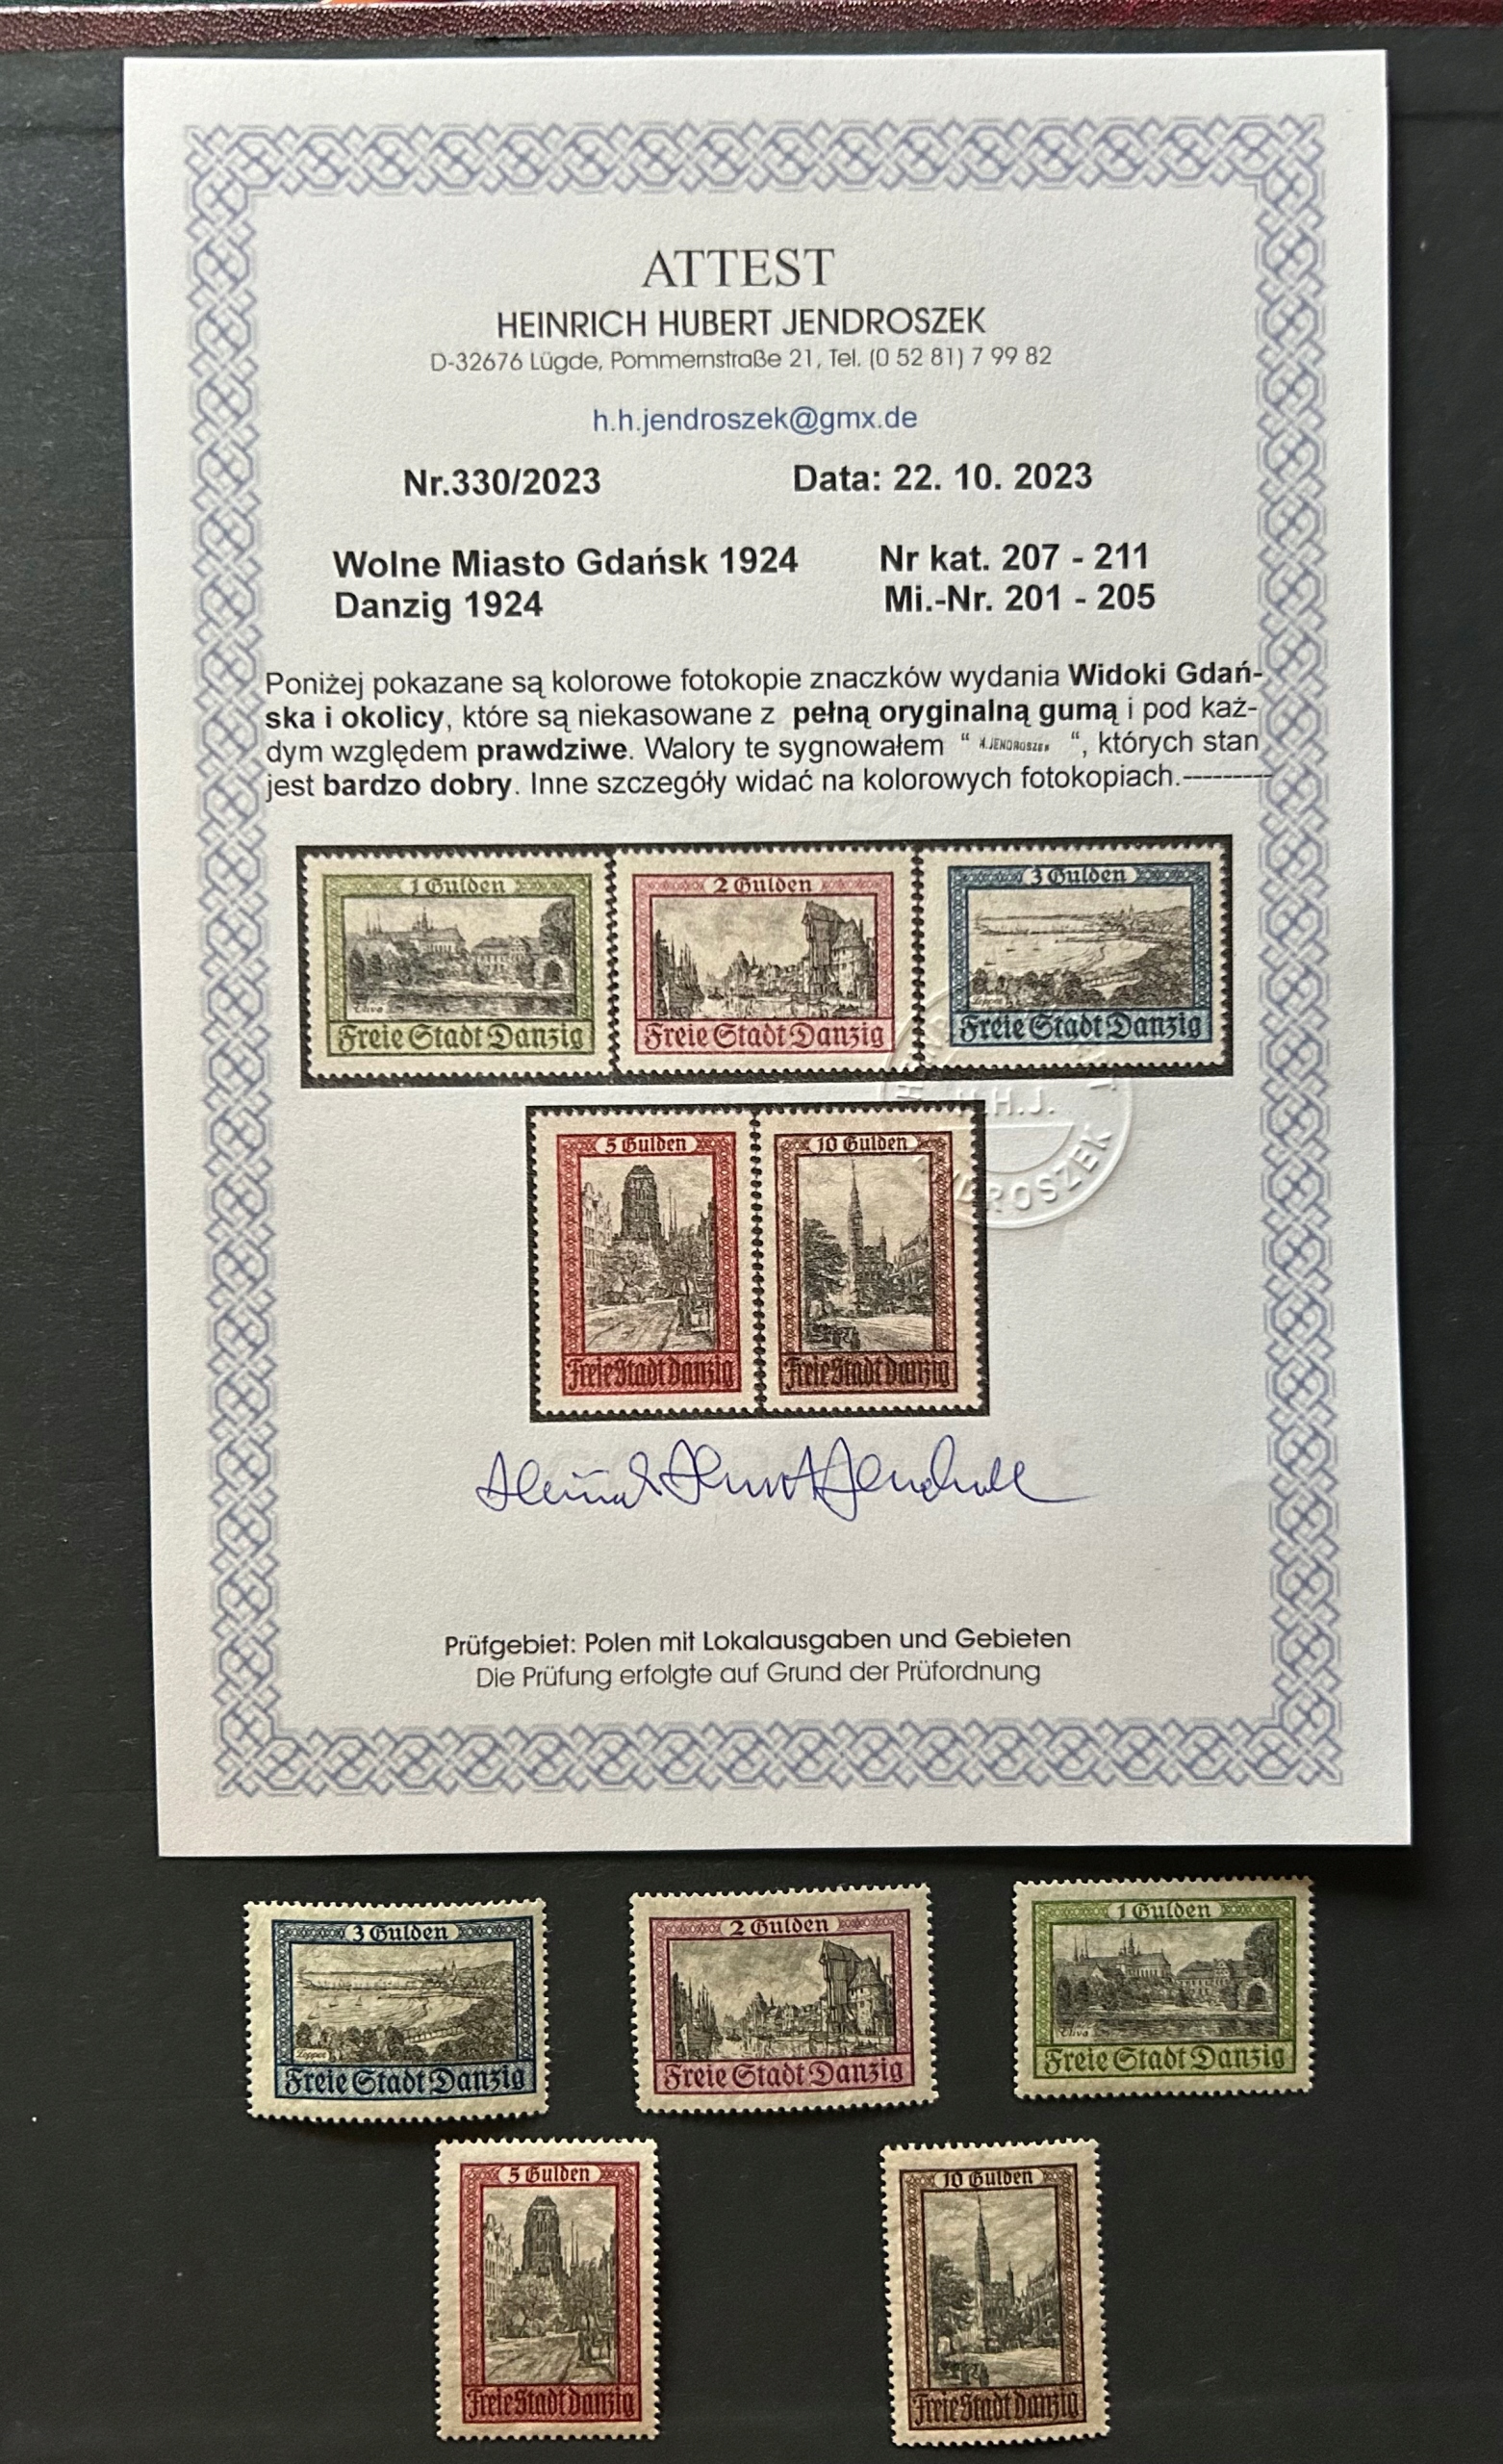 ATTEST
HEINRICH HUBERT JENDROSZEK
D-32676 Lügde, Pommernstraße 21, Tel. (0 52 81) 7 99 82
h.h.jendroszek@gmx.de
Nr.330/2023 Data: 22. 10. 2023
Wolne Miasto Gdańsk 1924 Nr kat. 207 - 211
Danzig 1924 Mi.-Nr. 201 - 205
Poniżej pokazane są kolorowe fotokopie znaczków wydania Widoki Gdań-
ska i okolicy, które są niekasowane z pełną oryginalną gumą i pod każ-
dym względem prawdziwe. Walory te sygnowałem “ H.JENDROSZEK “, których stan
jest bardzo dobry. Inne szczegóły widać na kolorowych fotokopiach.---------
1 Gulden
Oliva
Freie Stadt Danzig
2 Gulden
Freie Stadt Danzig
3 Gulden
Zoppot
Freie Stadt Danzig
H.H.J.
JENDROSZEK
5 Gulden
Freie Stadt Danzig
10 Gulden
Freie Stadt Danzig
Prüfgebiet: Polen mit Lokalausgaben und Gebieten
Die Prüfung erfolgte auf Grund der Prüfordnung
3 Gulden
Zoppot
Freie Stadt Danzig
2 Gulden
Freie Stadt Danzig
1 Gulden
Oliva
Freie Stadt Danzig
5 Gulden
Freie Stadt Danzig
10 Gulden
Freie Stadt Danzig